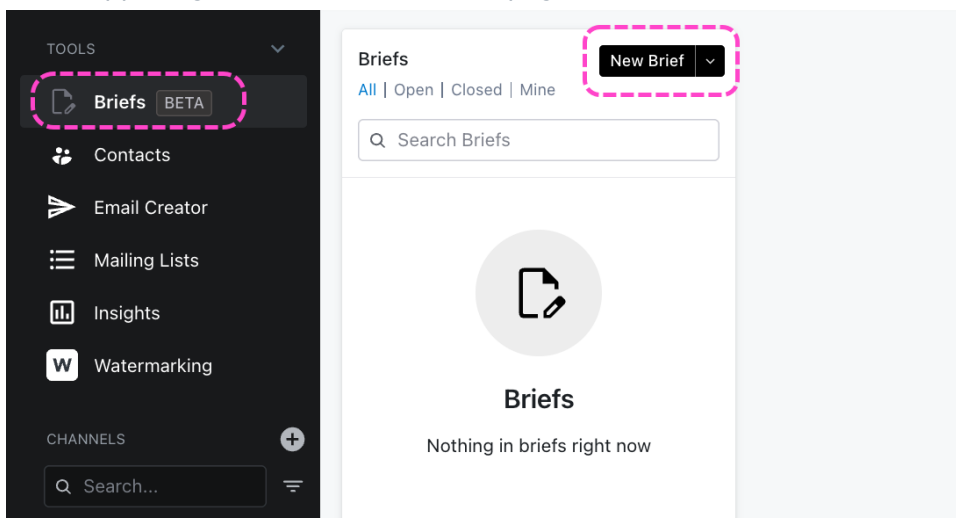 TOOLS
Briefs BETA
Contacts
Email Creator
Mailing Lists
Insights
W Watermarking
CHANNELS
Search...
Briefs
New Brief
All | Open | Closed | Mine
Search Briefs
Briefs
Nothing in briefs right now